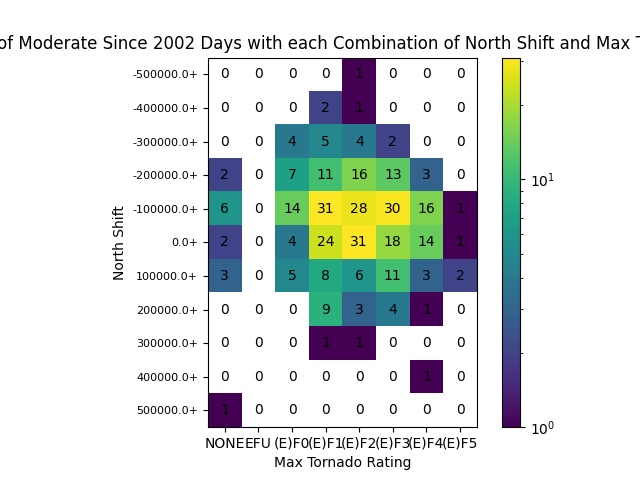 of Moderate Since 2002 Days with each Combination of North Shift and Max
-500000.0+ 0 0 0 0 1 0 0 0
-400000.0+ 0 0 0 2 1 0 0 0
-300000.0+ 0 0 4 5 4 2 0 0
-200000.0+ 2 0 7 11 16 13 3 0
-100000.0+ 6 0 14 31 28 30 16 1
0.0+ 2 0 4 24 31 18 14 1
100000.0+ 3 0 5 8 6 11 3 2
200000.0+ 0 0 0 9 3 4 1 0
300000.0+ 0 0 0 1 1 0 0 0
400000.0+ 0 0 0 0 0 0 1 0
500000.0+ 1 0 0 0 0 0 0 0
NONE EFU (E)F0 (E)F1 (E)F2 (E)F3 (E)F4 (E)F5
Max Tornado Rating
North Shift
10¹
10⁰